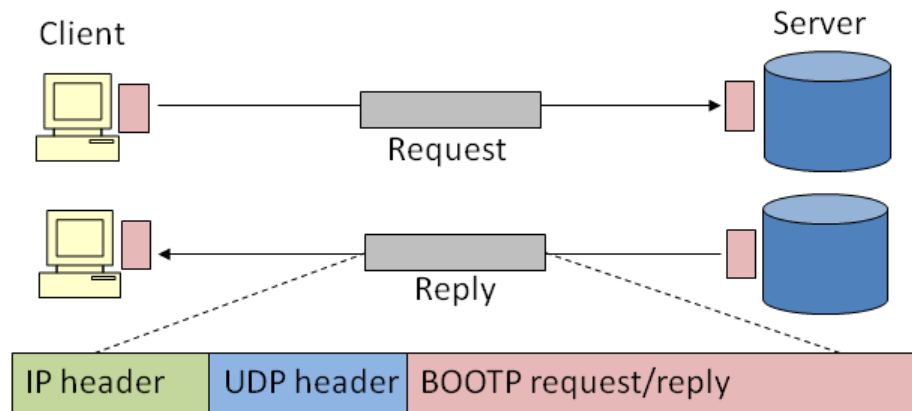 Client
Server
Request
Reply
IP header
UDP header
BOOTP request/reply